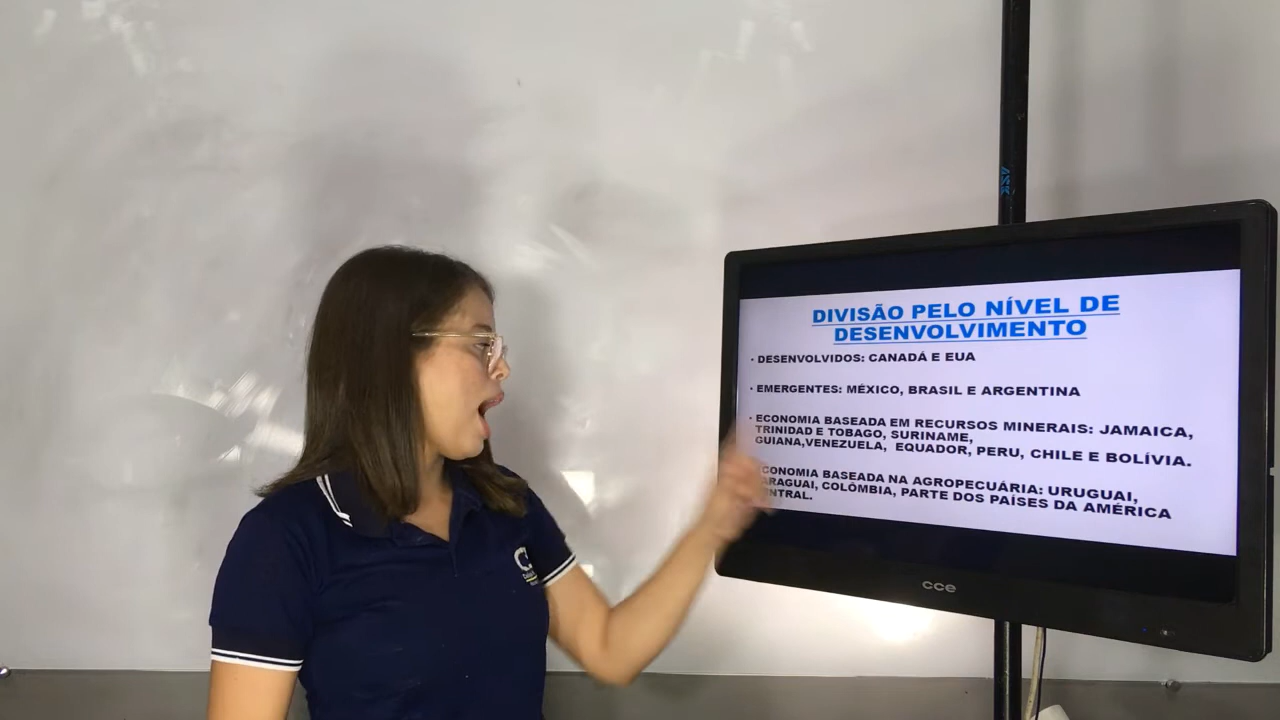 DIVISÃO PELO NÍVEL DE
DESENVOLVIMENTO
• DESENVOLVIDOS: CANADÁ E EUA
• EMERGENTES: MÉXICO, BRASIL E ARGENTINA
• ECONOMIA BASEADA EM RECURSOS MINERAIS: JAMAICA,
TRINIDAD E TOBAGO, SURINAME,
GUIANA,VENEZUELA, EQUADOR, PERU, CHILE E BOLÍVIA.
CONOMIA BASEADA NA AGROPECUÁRIA: URUGUAI,
ARAGUAI, COLÔMBIA, PARTE DOS PAÍSES DA AMÉRICA
NTRAL.
cce